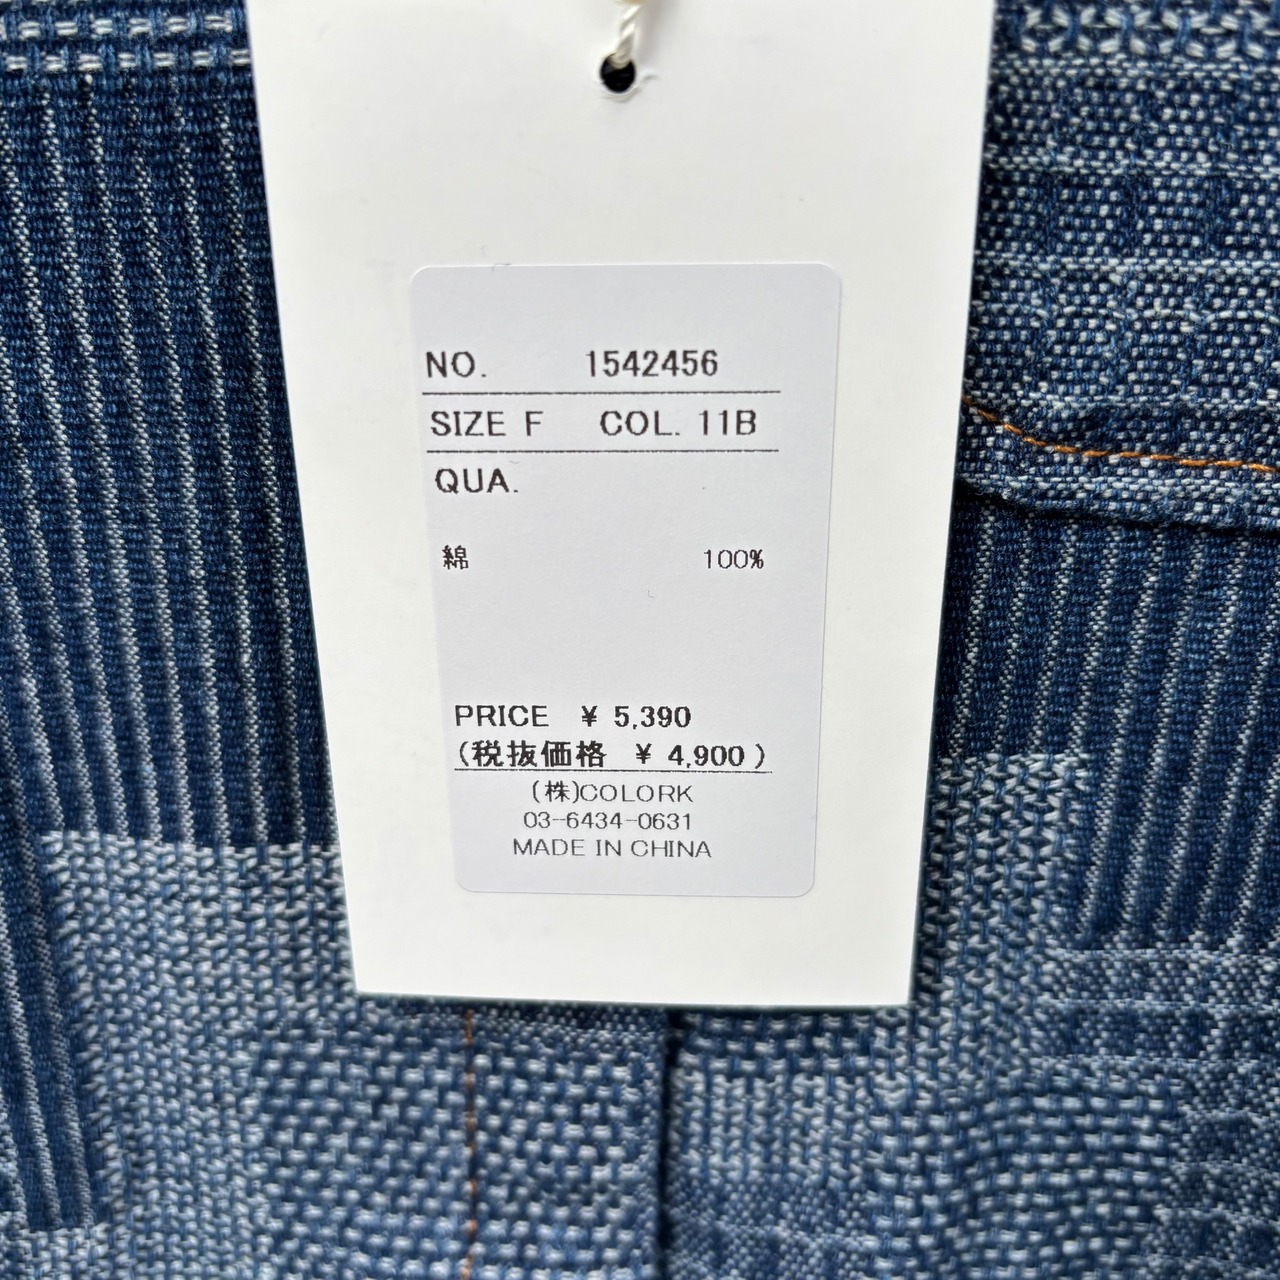 NO. 1542456
SIZE F COL. 11B
QUA.
綿 100%
PRICE ¥ 5,390
(税抜価格 ¥ 4,900 )
(株)COLORK
03-6434-0631
MADE IN CHINA